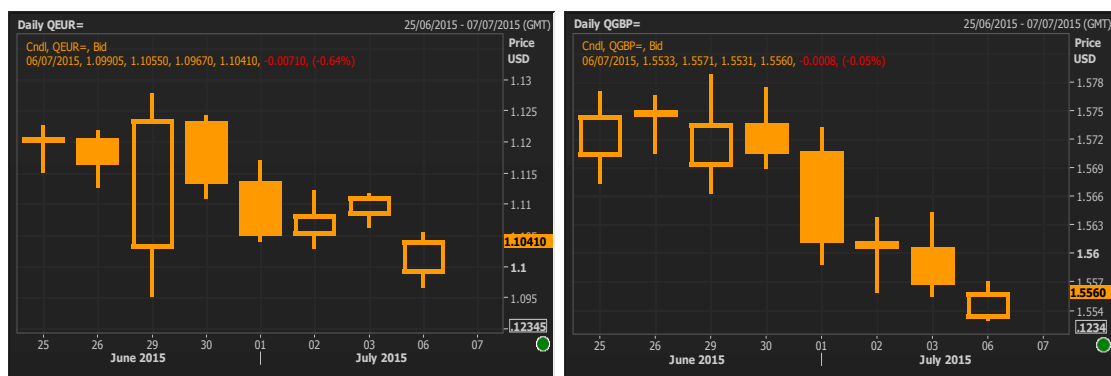 Daily QEUR=
25/06/2015 - 07/07/2015 (GMT)
Cndl, QEUR=, Bid
06/07/2015, 1.09905, 1.10550, 1.09670, 1.10410, -0.00710, (-0.64%)
Price
USD
1.13
1.125
1.12
1.115
1.11
1.10410
1.1
1.095
.12345
25 26 29 30 01 02 03 06 07
June 2015 July 2015
Daily QGBP=
25/06/2015 - 07/07/2015 (GMT)
Cndl, QGBP=, Bid
06/07/2015, 1.5533, 1.5571, 1.5531, 1.5560, -0.0008, (-0.05%)
Price
USD
1.578
1.575
1.572
1.569
1.566
1.563
1.56
1.557
1.5560
1.554
.1234
25 26 29 30 01 02 03 06 07
June 2015 July 2015